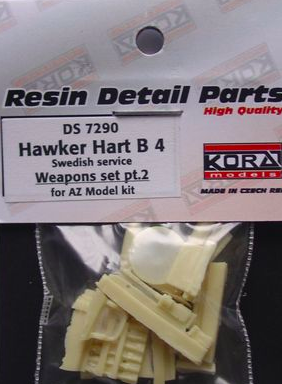 Resin Detail Parts
High Quality
DS 7290
Hawker Hart B 4
Swedish service
Weapons set pt.2
for AZ Model kit
KORA
models
MADE IN CZECH RE